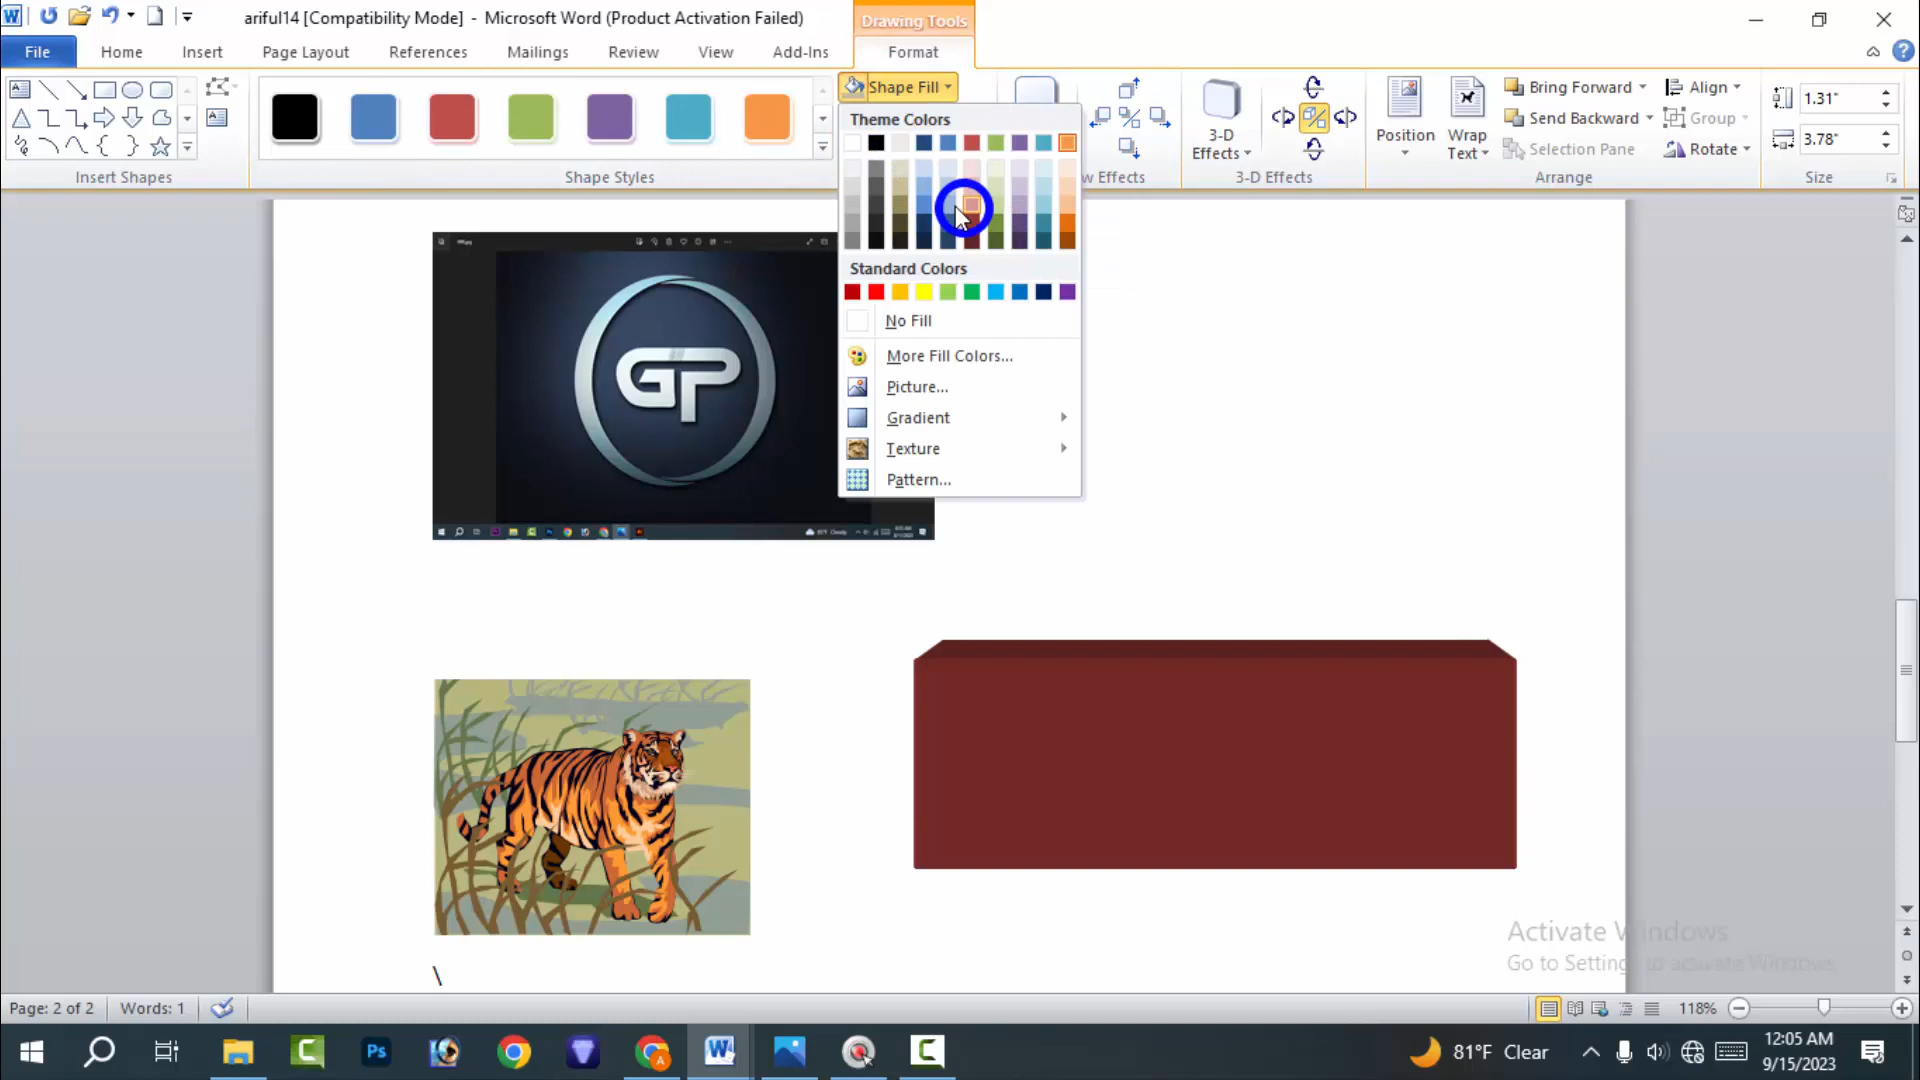 ariful14 [Compatibility Mode] - Microsoft Word (Product Activation Failed)
Drawing Tools
File Home Insert Page Layout References Mailings Review View Add-Ins Format
Shape Fill
3-D Effects
Position
Wrap Text
Bring Forward
Send Backward
Selection Pane
Align
Group
Rotate
1.31"
3.78"
Insert Shapes
Shape Styles
w Effects
3-D Effects
Arrange
Size
Theme Colors
Standard Colors
No Fill
More Fill Colors...
Picture...
Gradient
Texture
Pattern...
GP
\
Activate Windows
Go to Settings to activate Windows.
Page: 2 of 2
Words: 1
118%
Ps
81°F Clear
12:05 AM
9/15/2023